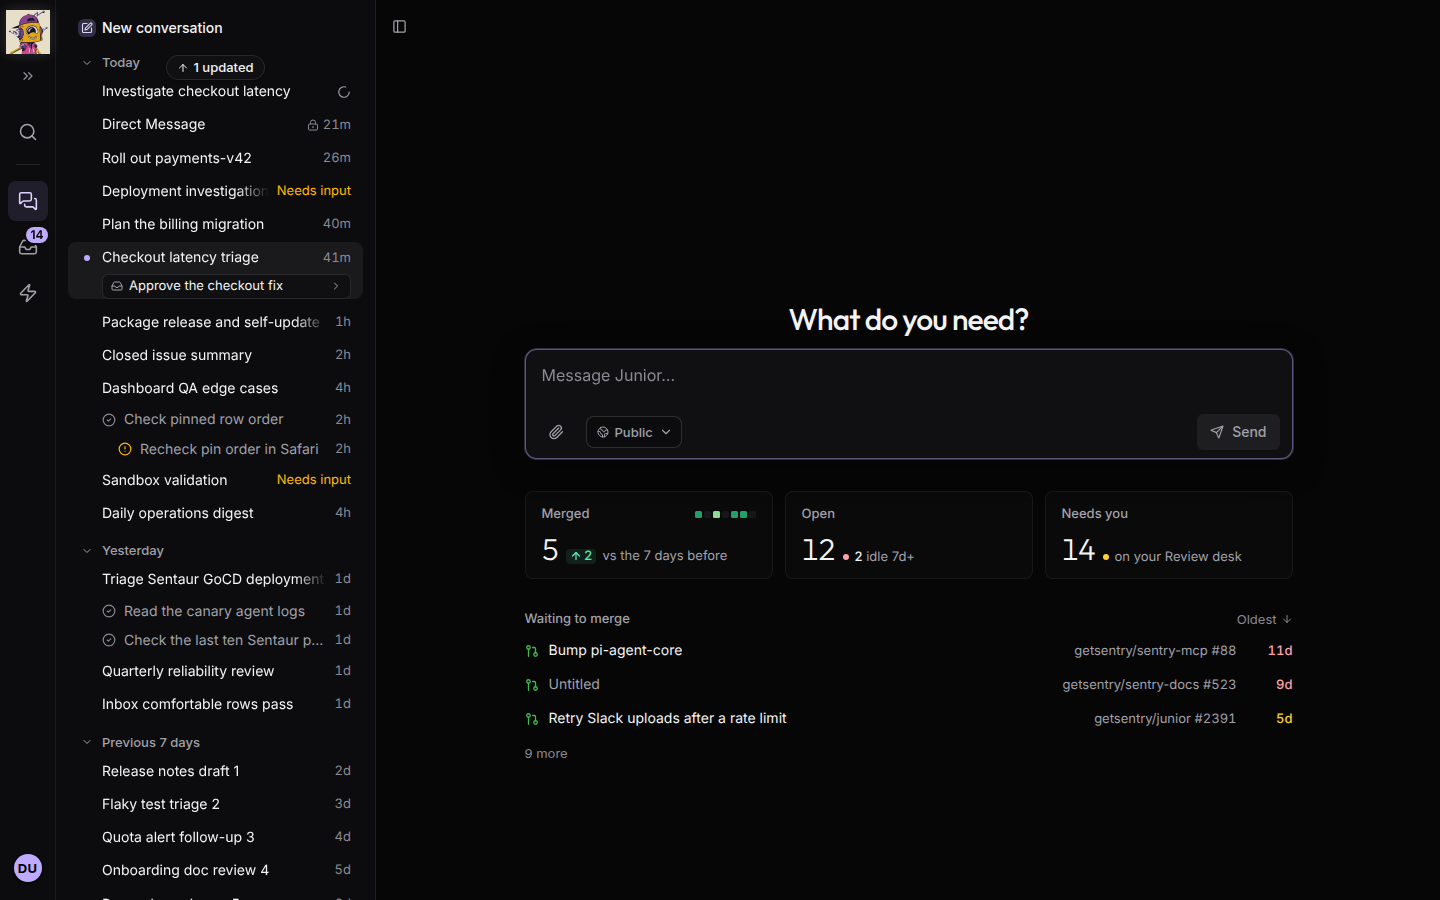 New conversation
Today
1 updated
Investigate checkout latency
Direct Message 21m
Roll out payments-v42 26m
Deployment investigation Needs input
Plan the billing migration 40m
14
Checkout latency triage 41m
Approve the checkout fix
Package release and self-update 1h
Closed issue summary 2h
Dashboard QA edge cases 4h
Check pinned row order 2h
Recheck pin order in Safari 2h
Sandbox validation Needs input
Daily operations digest 4h
Yesterday
Triage Sentaur GoCD deployment 1d
Read the canary agent logs 1d
Check the last ten Sentaur p... 1d
Quarterly reliability review 1d
Inbox comfortable rows pass 1d
Previous 7 days
Release notes draft 1 2d
Flaky test triage 2 3d
Quota alert follow-up 3 4d
Onboarding doc review 4 5d
DU
What do you need?
Message Junior...
Public
Send
Merged
5 2 vs the 7 days before
Open
12 2 idle 7d+
Needs you
14 on your Review desk
Waiting to merge Oldest
Bump pi-agent-core getsentry/sentry-mcp #88 11d
Untitled getsentry/sentry-docs #523 9d
Retry Slack uploads after a rate limit getsentry/junior #2391 5d
9 more